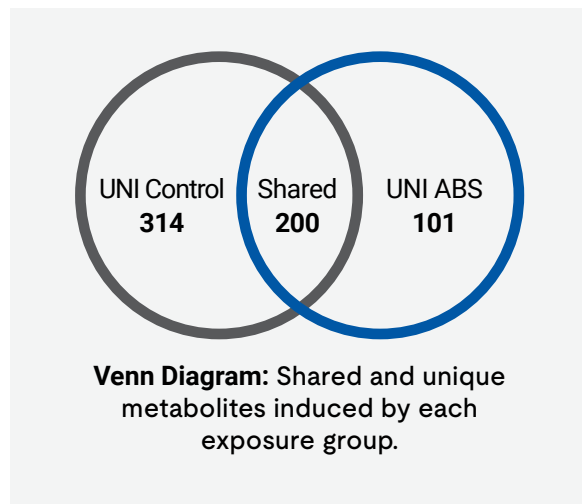 UNI Control Shared UNI ABS
314 200 101
Venn Diagram: Shared and unique
metabolites induced by each
exposure group.